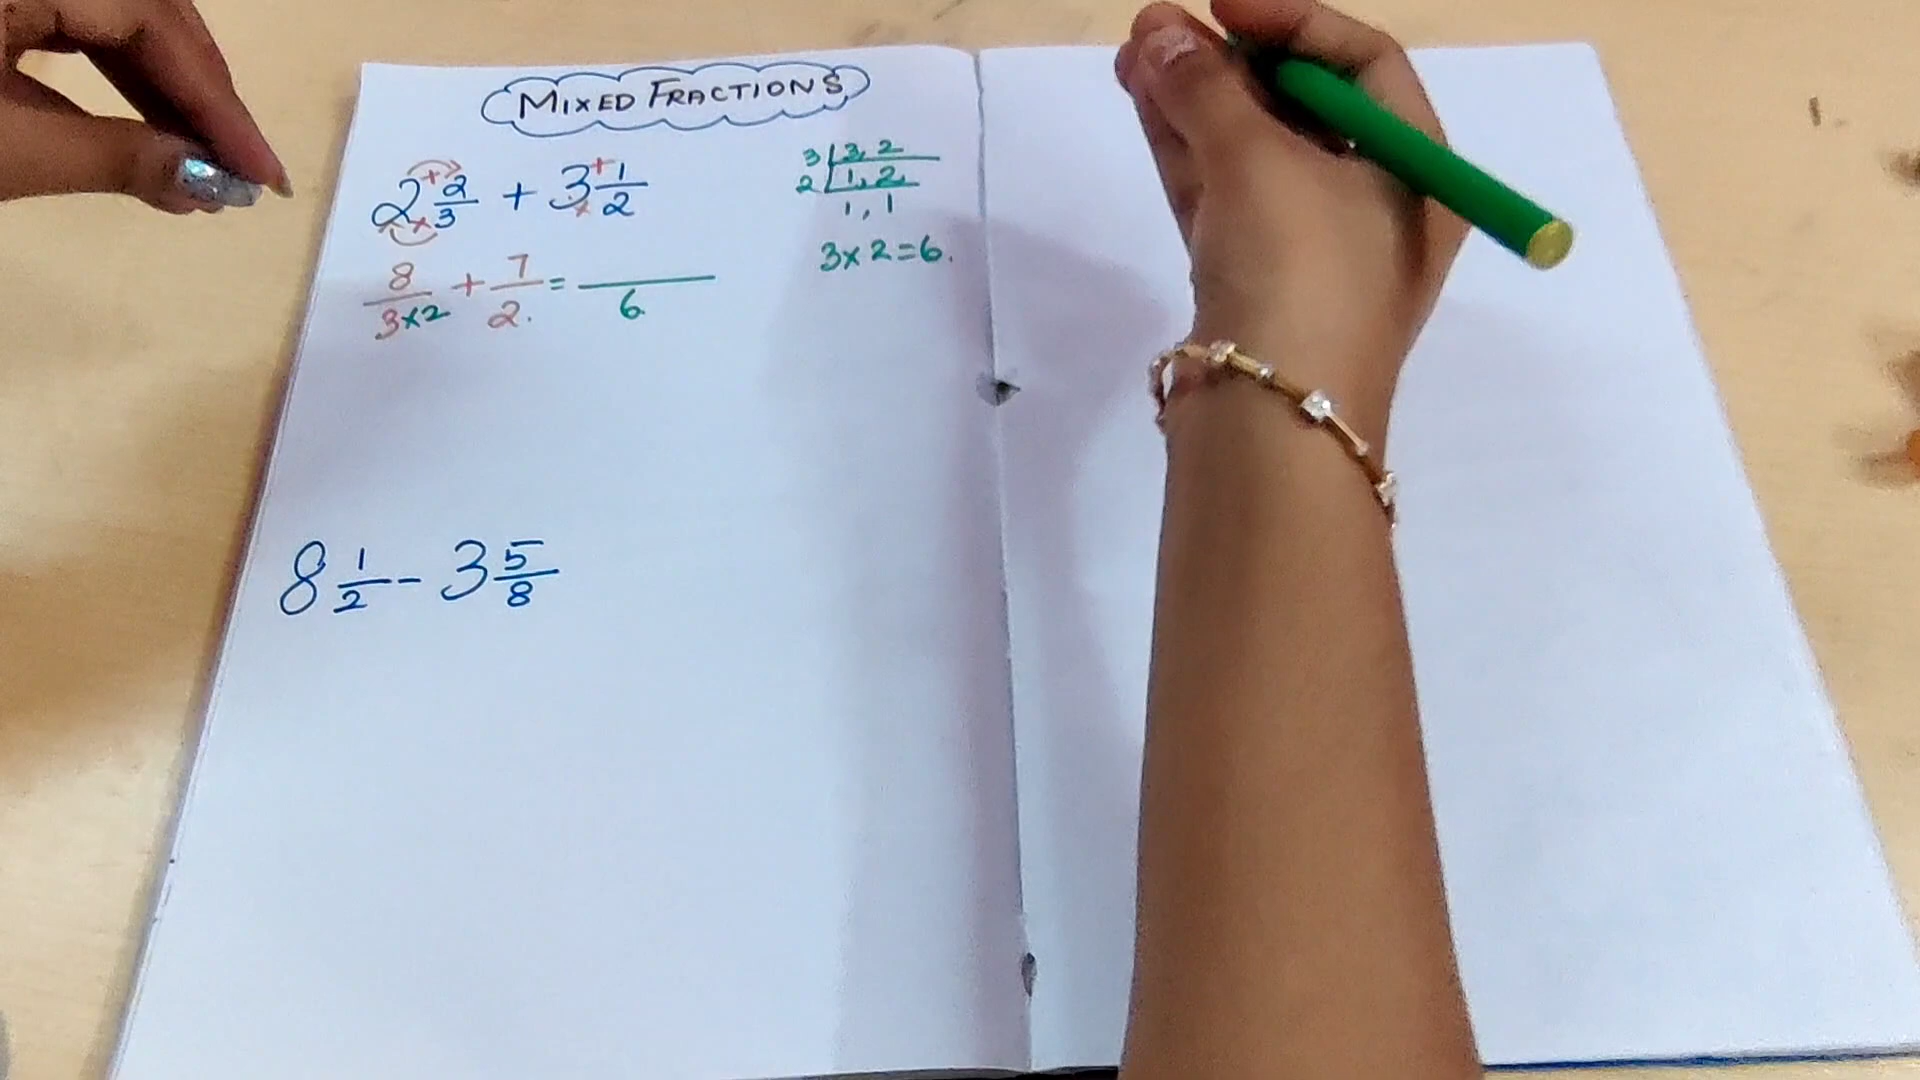 MIXED FRACTIONS
2 + 2/3 + 3 + 1/2
× ×
8/3×2 + 7/2. = /6
3 | 3, 2
2 | 1, 2
1, 1
3×2=6.
8 1/2 - 3 5/8